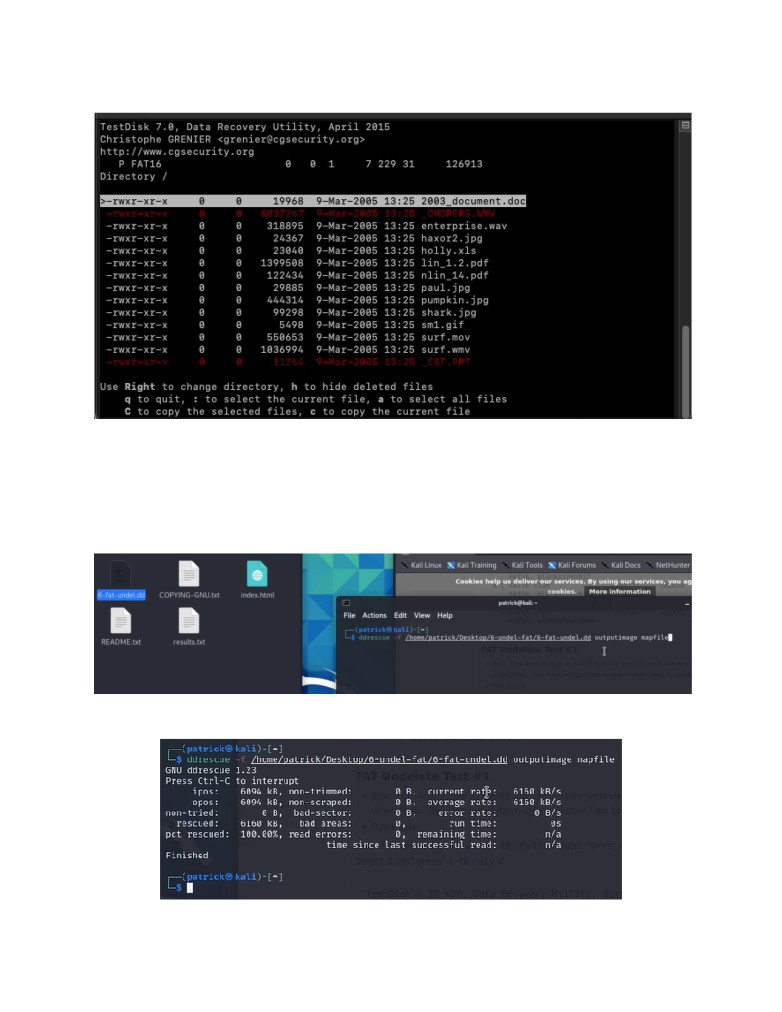 TestDisk 7.0, Data Recovery Utility, April 2015
Christophe GRENIER <grenier@cgsecurity.org>
http://www.cgsecurity.org
P FAT16 0 0 1 7 229 31 126913
Directory /
>-rwxr-xr-x 0 0 19968 9-Mar-2005 13:25 2003_document.doc
-rwxr-xr-x 0 0 9-Mar-2005 13:25
-rwxr-xr-x 0 0 318895 9-Mar-2005 13:25 enterprise.wav
-rwxr-xr-x 0 0 24367 9-Mar-2005 13:25 haxor2.jpg
-rwxr-xr-x 0 0 23040 9-Mar-2005 13:25 holly.xls
-rwxr-xr-x 0 0 1399508 9-Mar-2005 13:25 lin_1.2.pdf
-rwxr-xr-x 0 0 122434 9-Mar-2005 13:25 nlin_14.pdf
-rwxr-xr-x 0 0 29885 9-Mar-2005 13:25 paul.jpg
-rwxr-xr-x 0 0 444314 9-Mar-2005 13:25 pumpkin.jpg
-rwxr-xr-x 0 0 99298 9-Mar-2005 13:25 shark.jpg
-rwxr-xr-x 0 0 5498 9-Mar-2005 13:25 sm1.gif
-rwxr-xr-x 0 0 550653 9-Mar-2005 13:25 surf.mov
-rwxr-xr-x 0 0 1036994 9-Mar-2005 13:25 surf.wmv
-rwxr-xr-x 0 0 11264 9-Mar-2005 13:25
Use Right to change directory, h to hide deleted files
q to quit, : to select the current file, a to select all files
C to copy the selected files, c to copy the current file
6-fat-undel.dd COPYING-GNU.txt index.html
README.txt results.txt
Kali Linux Kali Training Kali Tools Kali Forums Kali Docs NetHunter
Cookies help us deliver our services. By using our services, you ag
cookies. More information
patrick@kali: ~
File Actions Edit View Help
(patrick㉿kali)-[~]
$ ddrescue -f /home/patrick/Desktop/6-undel-fat/6-fat-undel.dd outputimage mapfile
FAT Undelete Test #1
(patrick㉿kali)-[~]
$ ddrescue -f /home/patrick/Desktop/6-undel-fat/6-fat-undel.dd outputimage mapfile
GNU ddrescue 1.23
Press Ctrl-C to interrupt
ipos: 6094 kB, non-trimmed: 0 B, current rate: 6160 kB/s
opos: 6094 kB, non-scraped: 0 B, average rate: 6160 kB/s
non-tried: 0 B, bad-sector: 0 B, error rate: 0 B/s
rescued: 6160 kB, bad areas: 0, run time: 0s
pct rescued: 100.00%, read errors: 0, remaining time: n/a
time since last successful read: n/a
Finished
(patrick㉿kali)-[~]
$